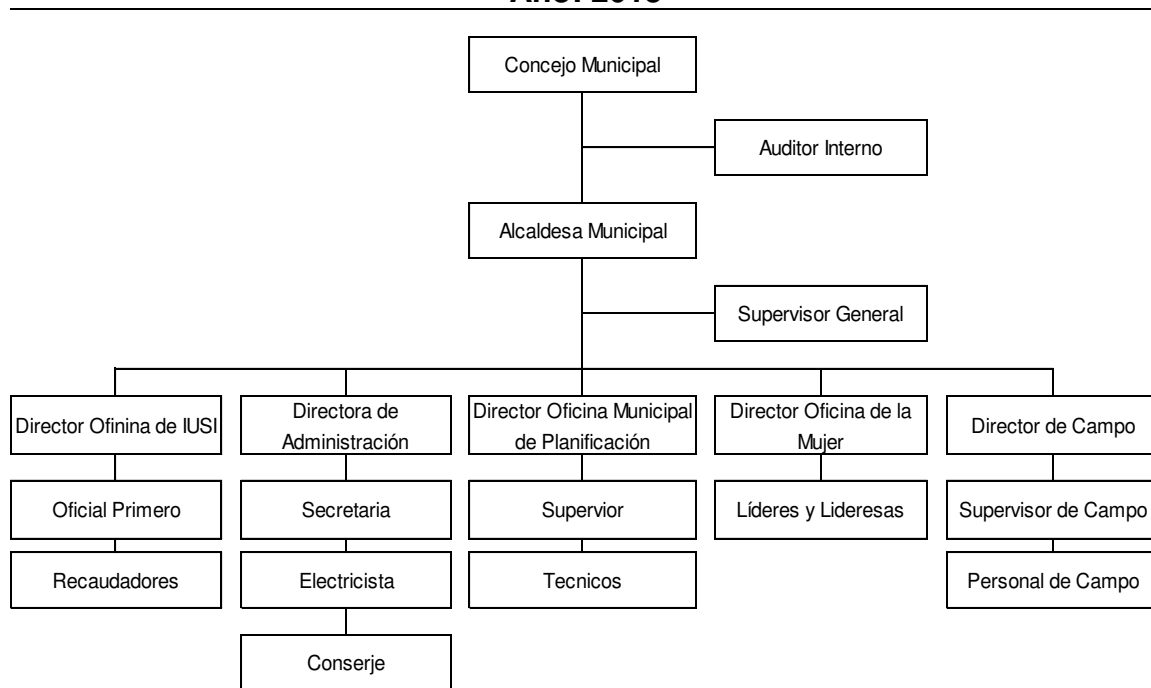 Concejo Municipal
Auditor Interno
Alcaldesa Municipal
Supervisor General
Director Ofinina de IUSI
Directora de
Administración
Director Oficina Municipal
de Planificación
Director Oficina de la
Mujer
Director de Campo
Oficial Primero
Secretaria
Supervior
Líderes y Lideresas
Supervisor de Campo
Recaudadores
Electricista
Tecnicos
Personal de Campo
Conserje